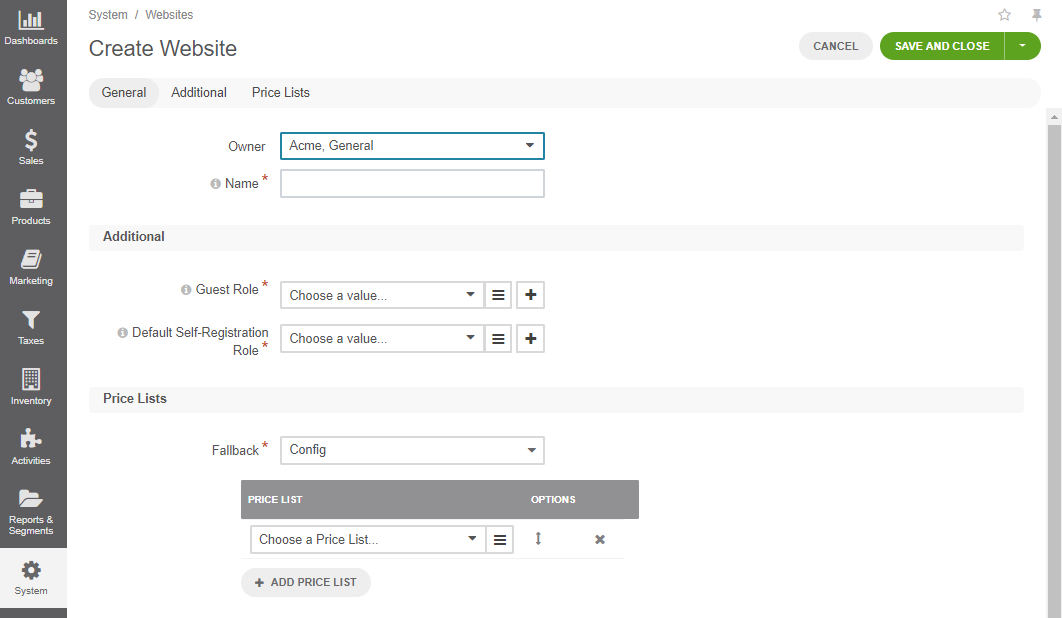 System / Websites
Create Website
CANCEL
SAVE AND CLOSE
General
Additional
Price Lists
Dashboards
Customers
Sales
Products
Marketing
Taxes
Inventory
Activities
Reports &
Segments
System
Owner
Acme, General
Name *
Additional
Guest Role *
Choose a value...
Default Self-Registration
Role *
Choose a value...
Price Lists
Fallback *
Config
PRICE LIST
OPTIONS
Choose a Price List...
ADD PRICE LIST